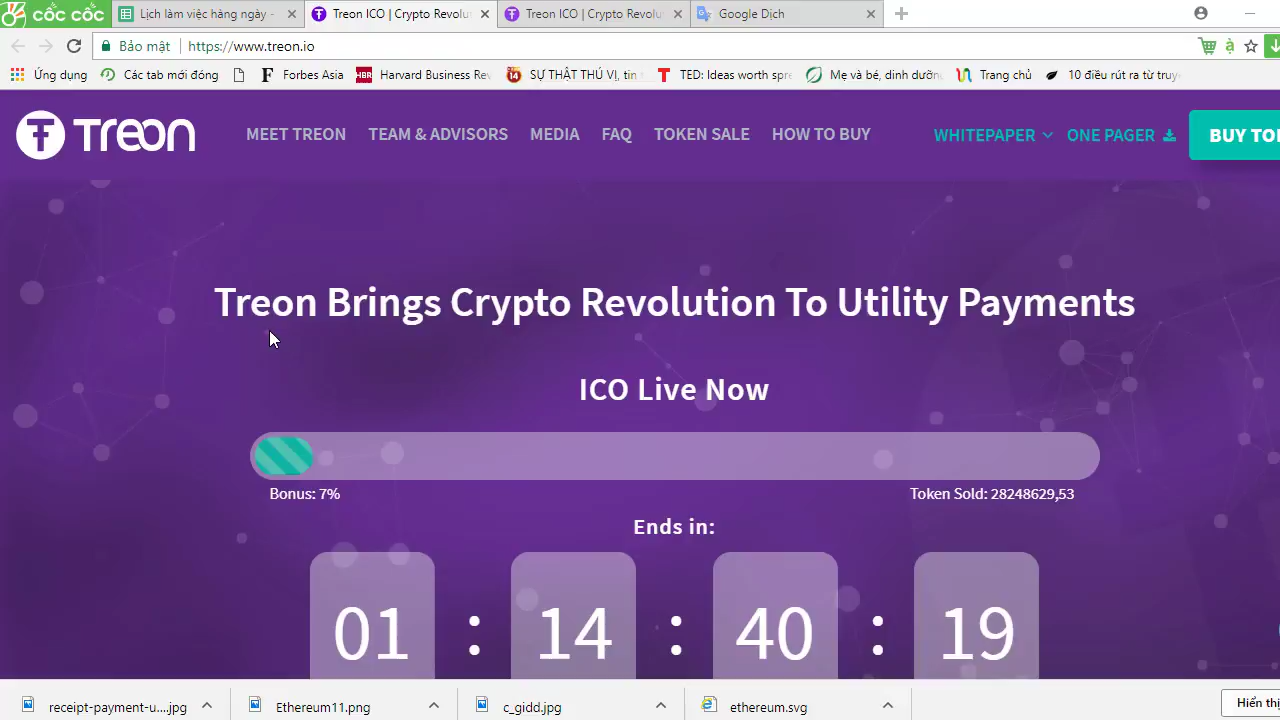 cốc cốc
Lịch làm việc hàng ngày -
Treon ICO | Crypto Revolu
Treon ICO | Crypto Revolu
Google Dịch
Bảo mật
https://www.treon.io
Ứng dụng
Các tab mới đóng
Forbes Asia
HBR
Harvard Business Rev
14
SỰ THẬT THÚ VỊ, tin
TED: Ideas worth spre
Mẹ và bé, dinh dưỡn
Trang chủ
10 điều rút ra từ truy
Treon
MEET TREON
TEAM & ADVISORS
MEDIA
FAQ
TOKEN SALE
HOW TO BUY
WHITEPAPER
ONE PAGER
BUY TO
Treon Brings Crypto Revolution To Utility Payments
ICO Live Now
Bonus: 7%
Token Sold: 28248629,53
Ends in:
01 : 14 : 40 : 19
receipt-payment-u....jpg
Ethereum11.png
c_gidd.jpg
ethereum.svg
Hiển thị